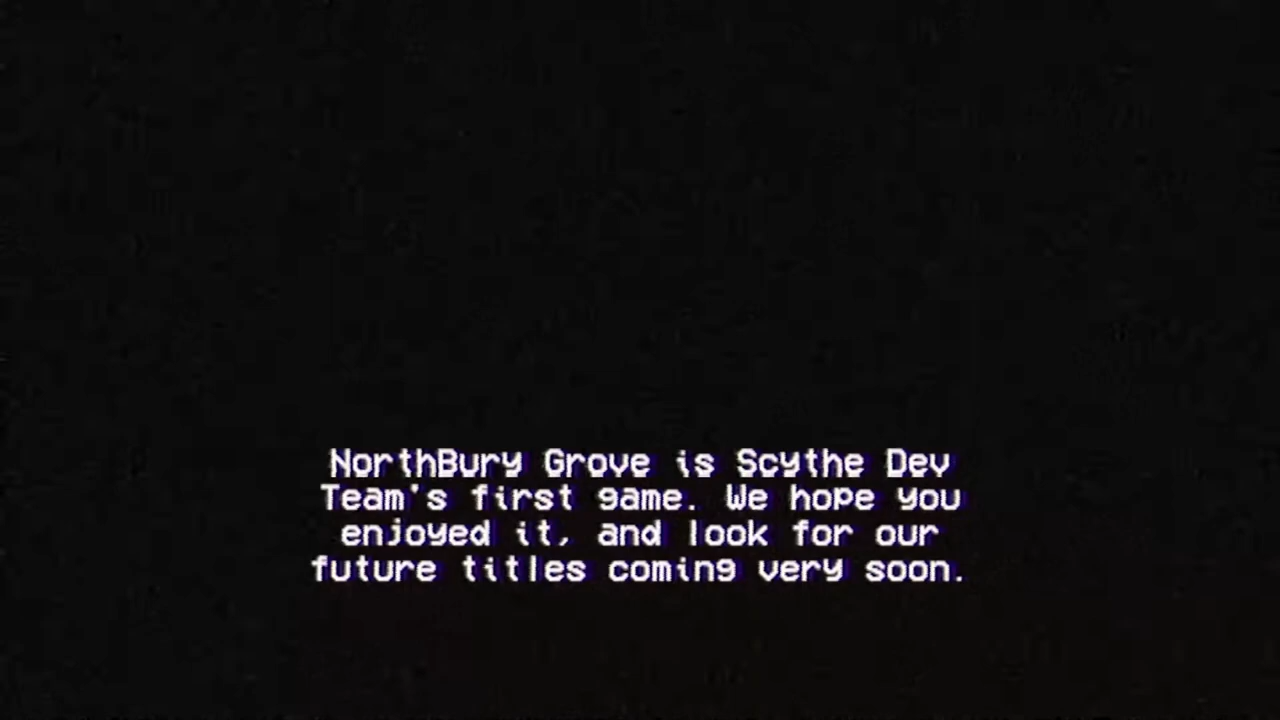 NorthBury Grove is Scythe Dev
Team's first game. We hope you
enjoyed it, and look for our
future titles coming very soon.